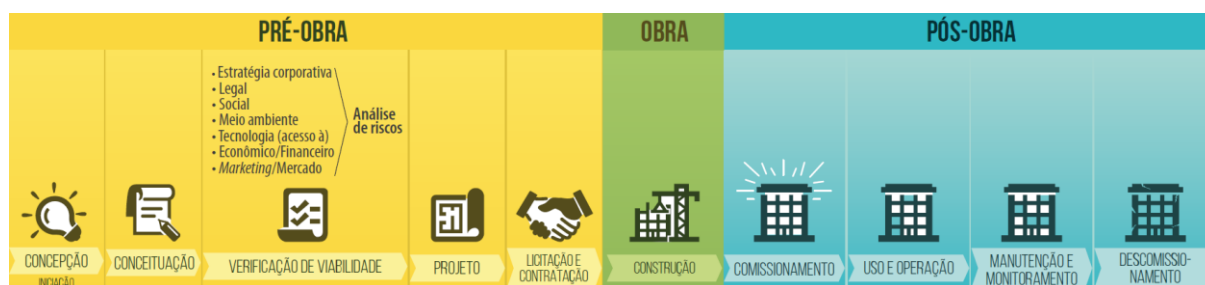 PRÉ-OBRA
OBRA
PÓS-OBRA
• Estratégia corporativa
• Legal
• Social
• Meio ambiente
• Tecnologia (acesso à)
• Econômico/Financeiro
• Marketing/Mercado
Análise
de riscos
CONCEPÇÃO
INICIAÇÃO
CONCEITUAÇÃO
VERIFICAÇÃO DE VIABILIDADE
PROJETO
LICITAÇÃO E
CONTRATAÇÃO
CONSTRUÇÃO
COMISSIONAMENTO
USO E OPERAÇÃO
MANUTENÇÃO E
MONITORAMENTO
DESCOMISSIO-
NAMENTO